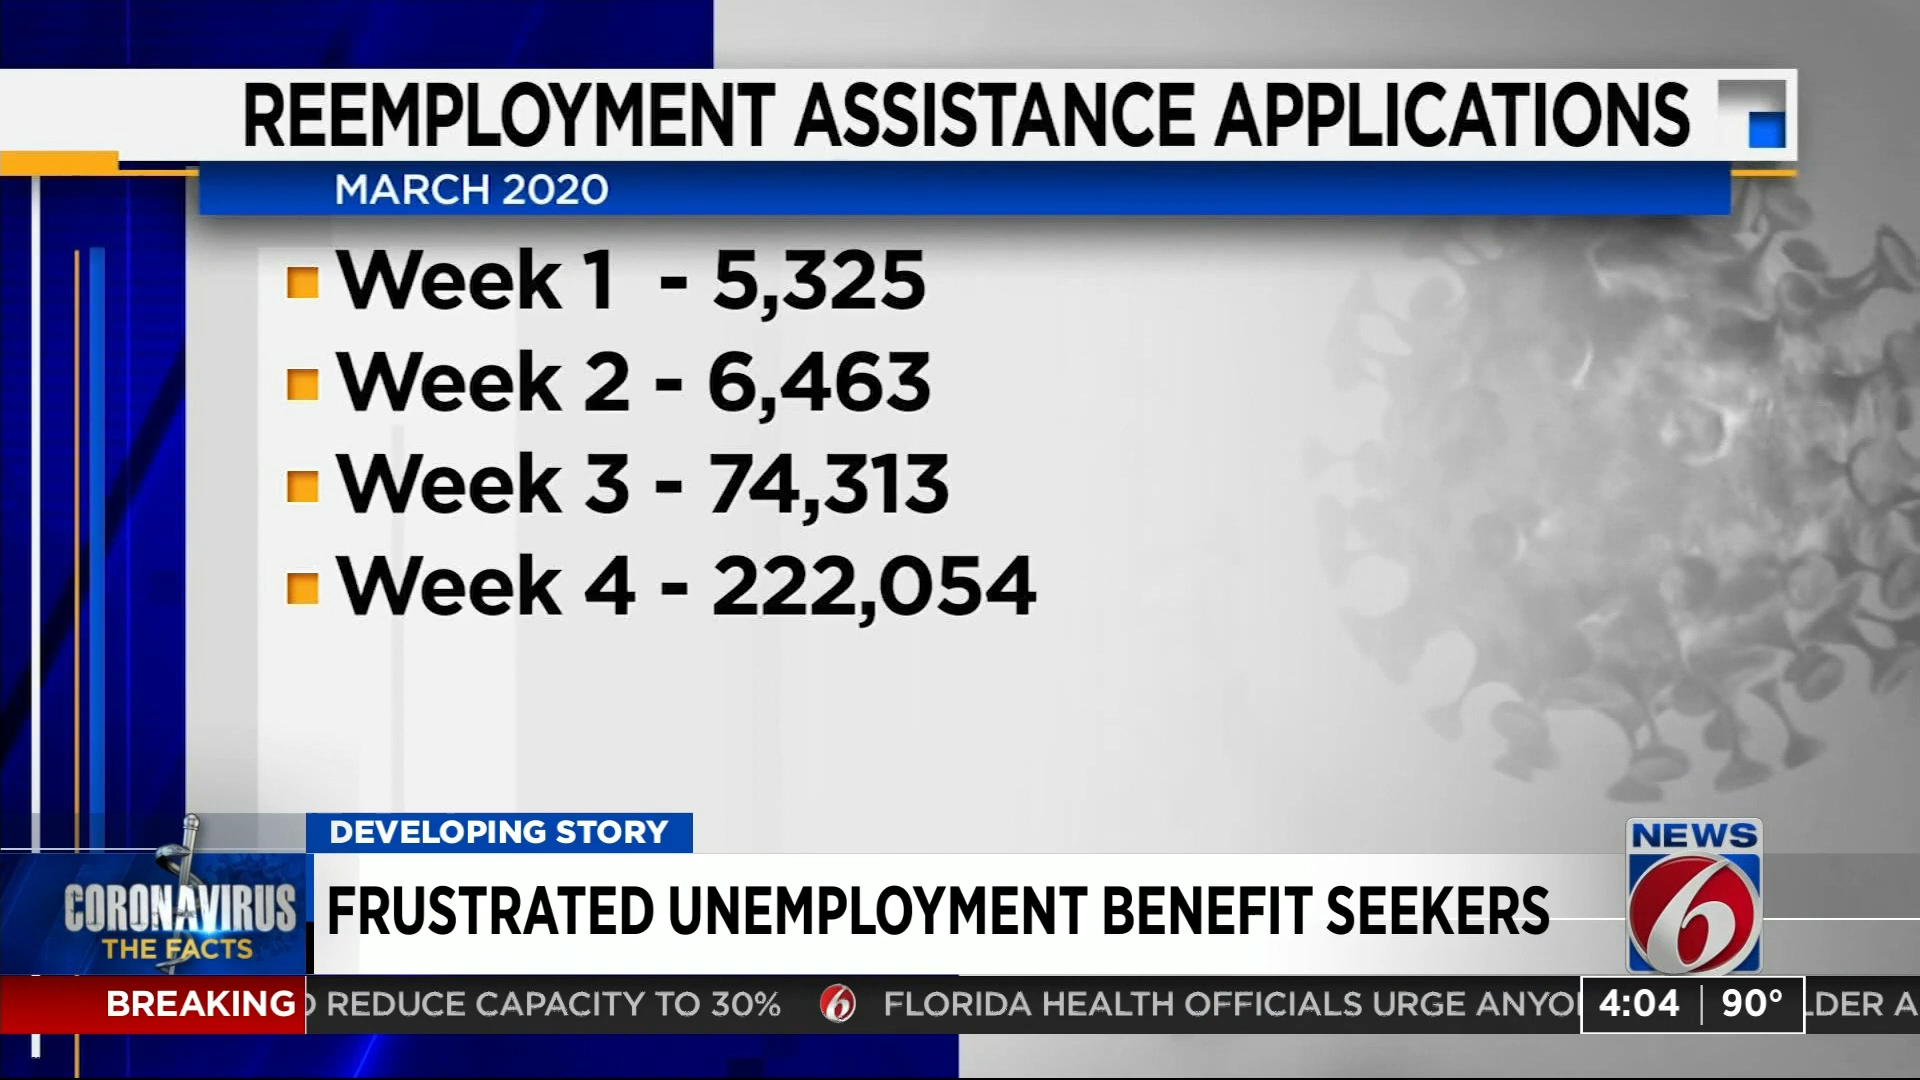 REEMPLOYMENT ASSISTANCE APPLICATIONS
MARCH 2020
Week 1 - 5,325
Week 2 - 6,463
Week 3 - 74,313
Week 4 - 222,054
DEVELOPING STORY
CORONAVIRUS
THE FACTS
FRUSTRATED UNEMPLOYMENT BENEFIT SEEKERS
NEWS
6
BREAKING
REDUCE CAPACITY TO 30% 6 FLORIDA HEALTH OFFICIALS URGE
4:04 90°